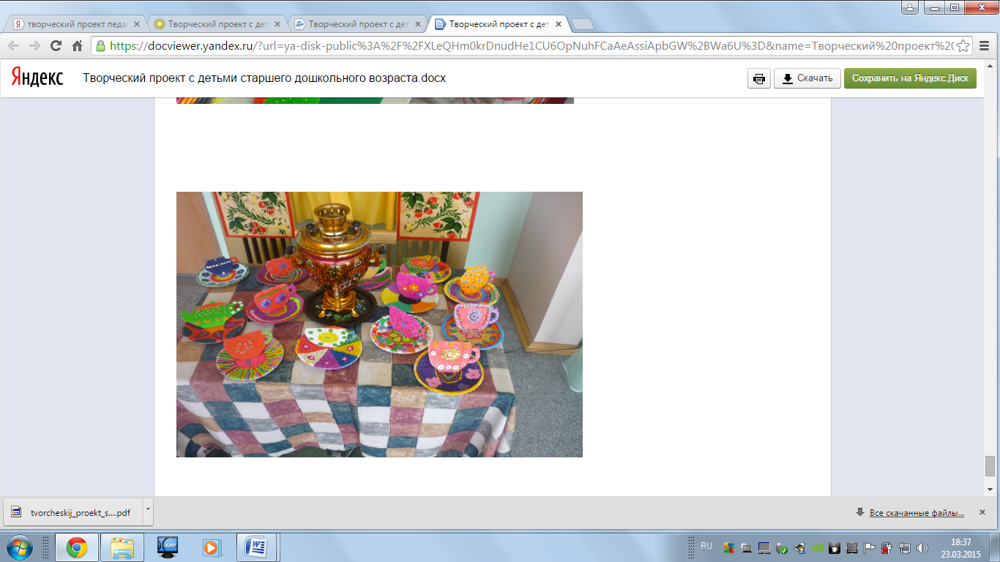 творческий проект педа
Творческий проект с дет
Творческий проект с дет
Творческий проект с дет
https://docviewer.yandex.ru/?url=ya-disk-public%3A%2F%2FXLeQHm0krDnudHe1CU6OpNuhFCaAeAssiApbGW%2BWa6U%3D&name=Творческий%20проект%20
Яндекс
Творческий проект с детьми старшего дошкольного возраста.docx
Скачать
Сохранить на Яндекс.Диск
tvorcheskij_proekt_s....pdf
Все скачанные файлы...
KMP
RU
18:37
23.03.2015